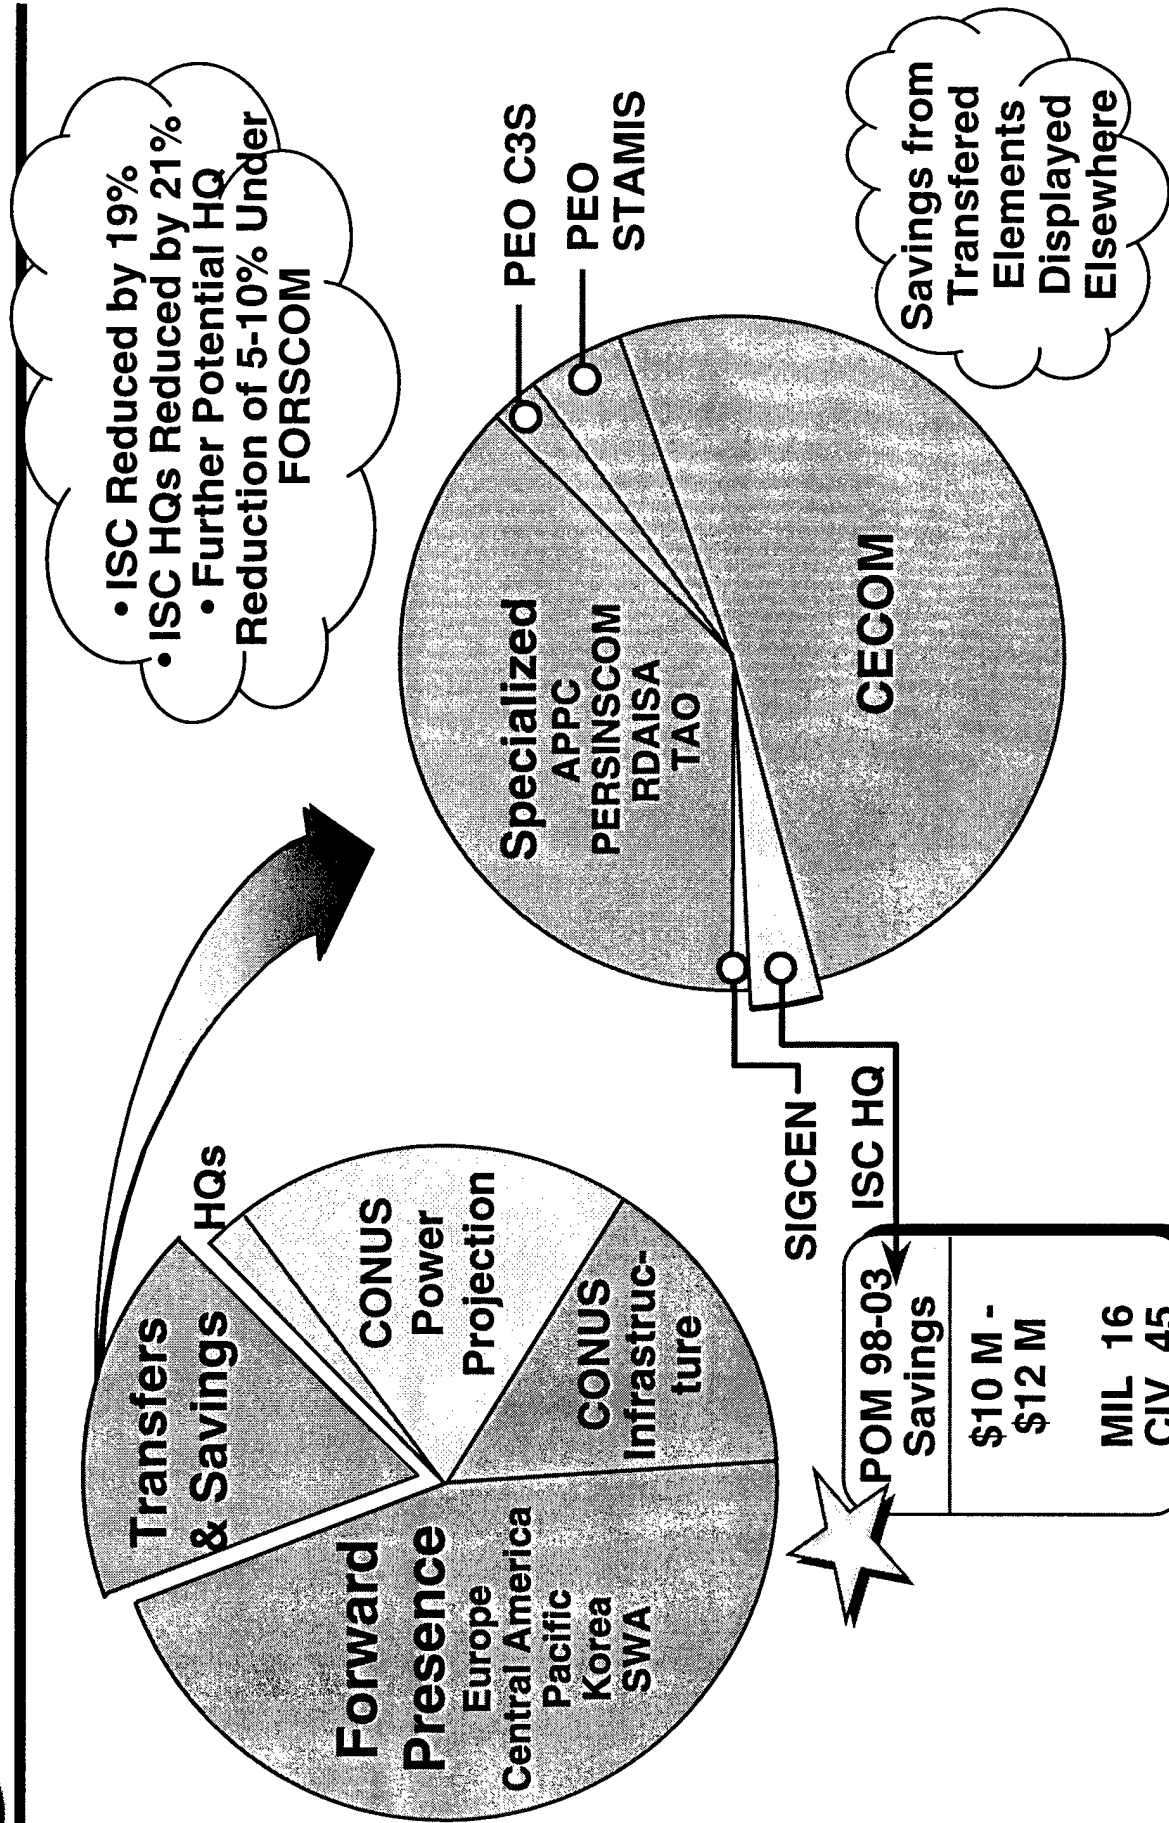 Transfers
& Savings
HQs
CONUS
Power
Projection
CONUS
Infrastruc-
ture
Forward
Presence
Europe
Central America
Pacific
Korea
SWA
• ISC Reduced by 19%
• ISC HQs Reduced by 21%
• Further Potential HQ
Reduction of 5-10% Under
FORSCOM
PEO C3S
PEO
STAMIS
Specialized
APPC
PERSINSCOM
RDAISA
TAO
CECOM
SIGCEN
ISC HQ
POM 98-03
Savings
$10 M -
$12 M
MIL 16
CIV 45
Savings from
Transferred
Elements
Displayed
Elsewhere